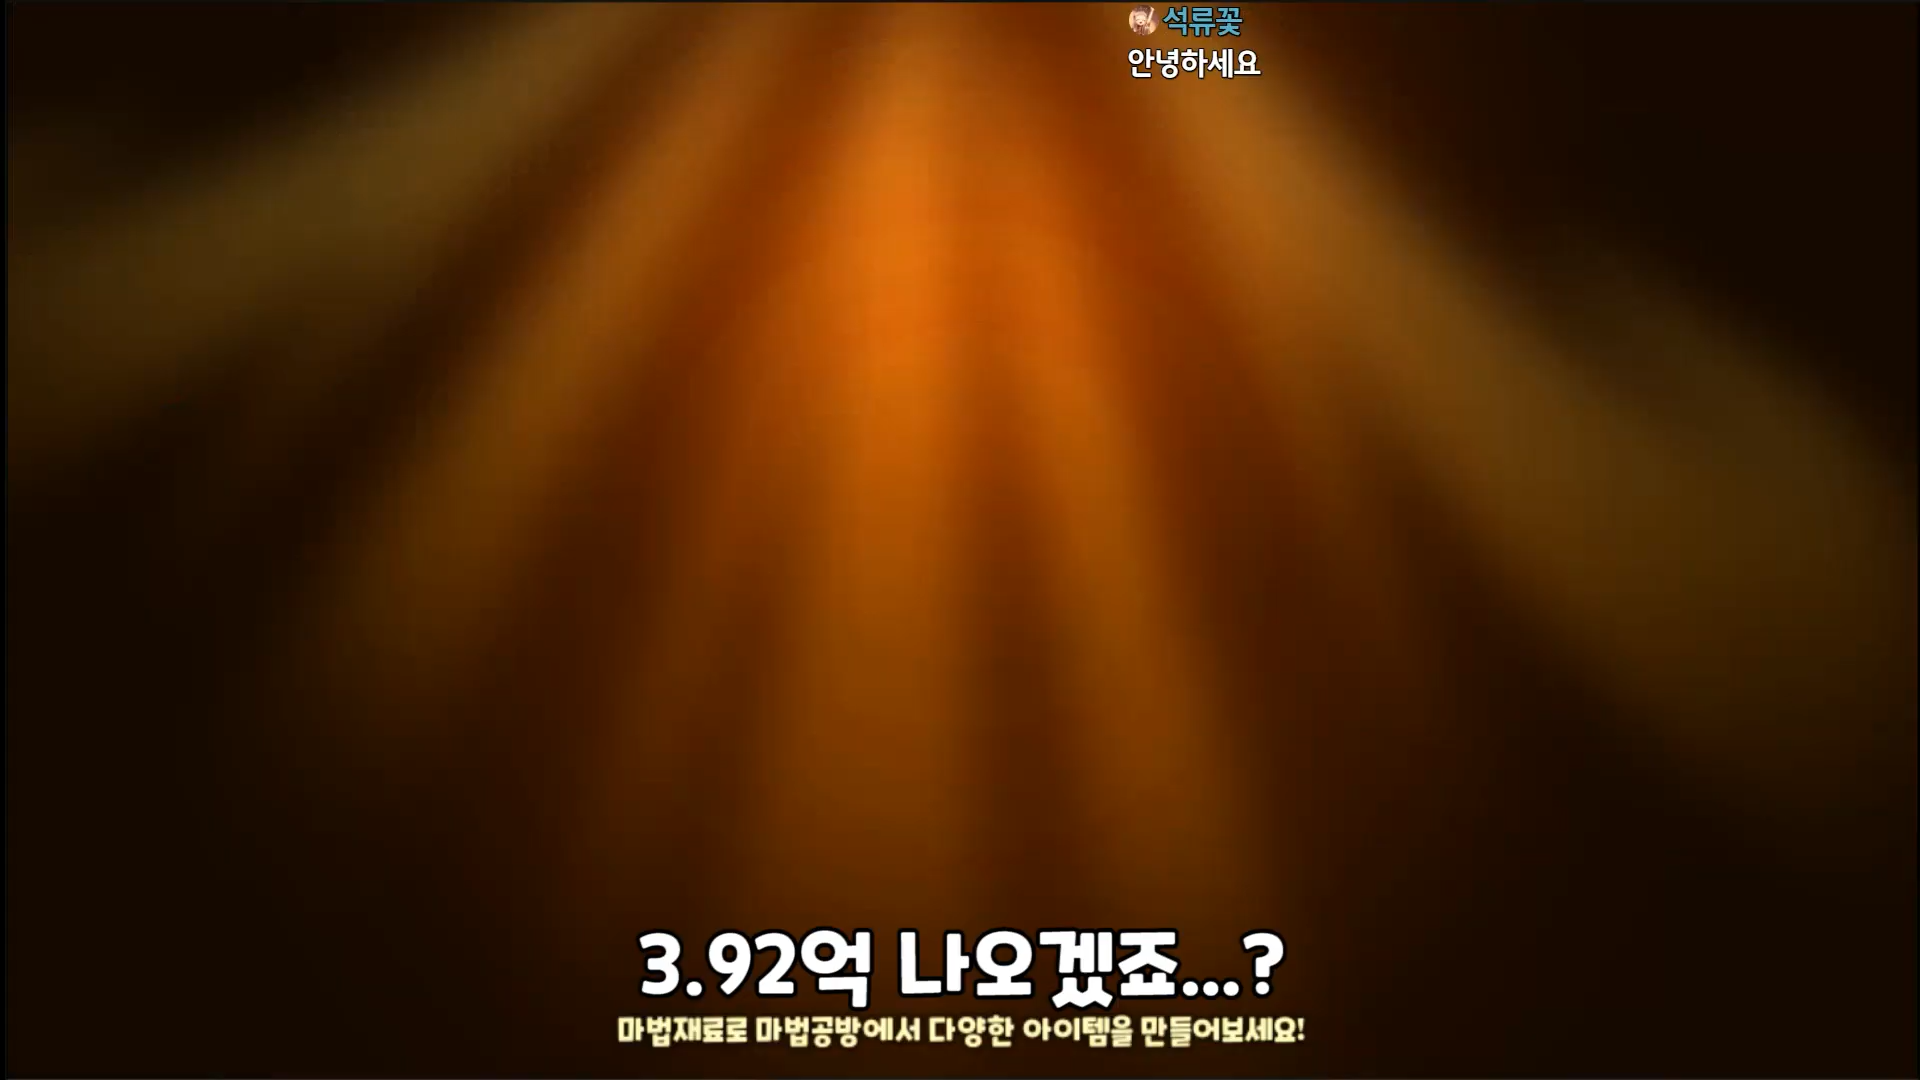 석류꽃
안녕하세요
3.92억 나오겠죠...?
마법재료로 마법공방에서 다양한 아이템을 만들어보세요!